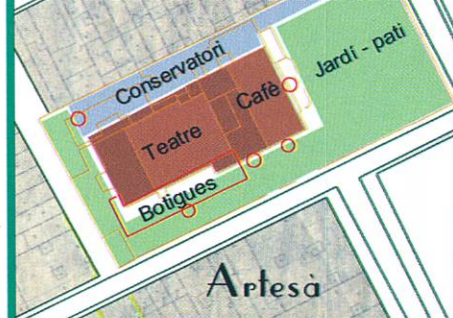 Conservatori
Jardí - pati
Cafè
Teatre
Botigues
Artesà